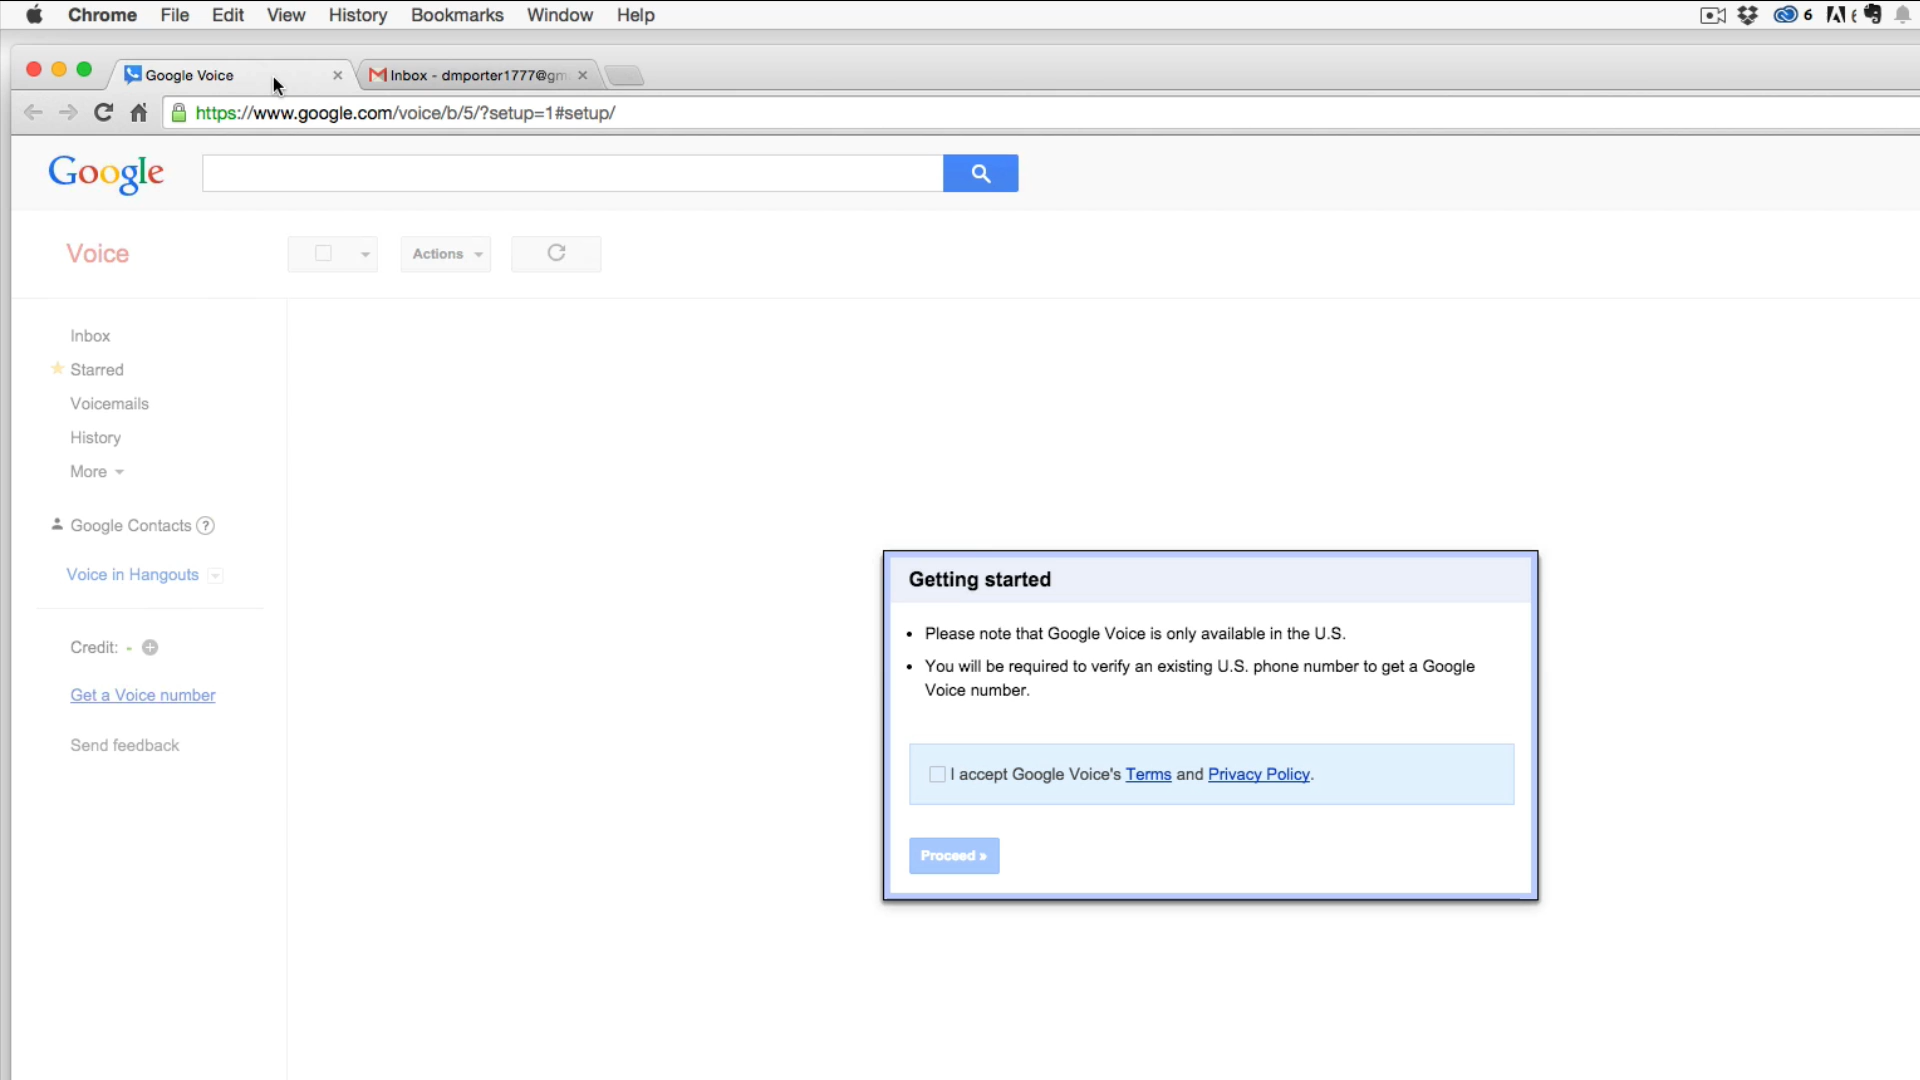 Chrome File Edit View History Bookmarks Window Help 6
Google Voice Inbox - dmporter1777@gm
https://www.google.com/voice/b/5/?setup=1#setup/
Google
Voice Actions
Inbox
Starred
Voicemails
History
More
Google Contacts ?
Voice in Hangouts
Credit: -
Get a Voice number
Send feedback
Getting started
• Please note that Google Voice is only available in the U.S.
• You will be required to verify an existing U.S. phone number to get a Google
Voice number.
I accept Google Voice's Terms and Privacy Policy.
Proceed »